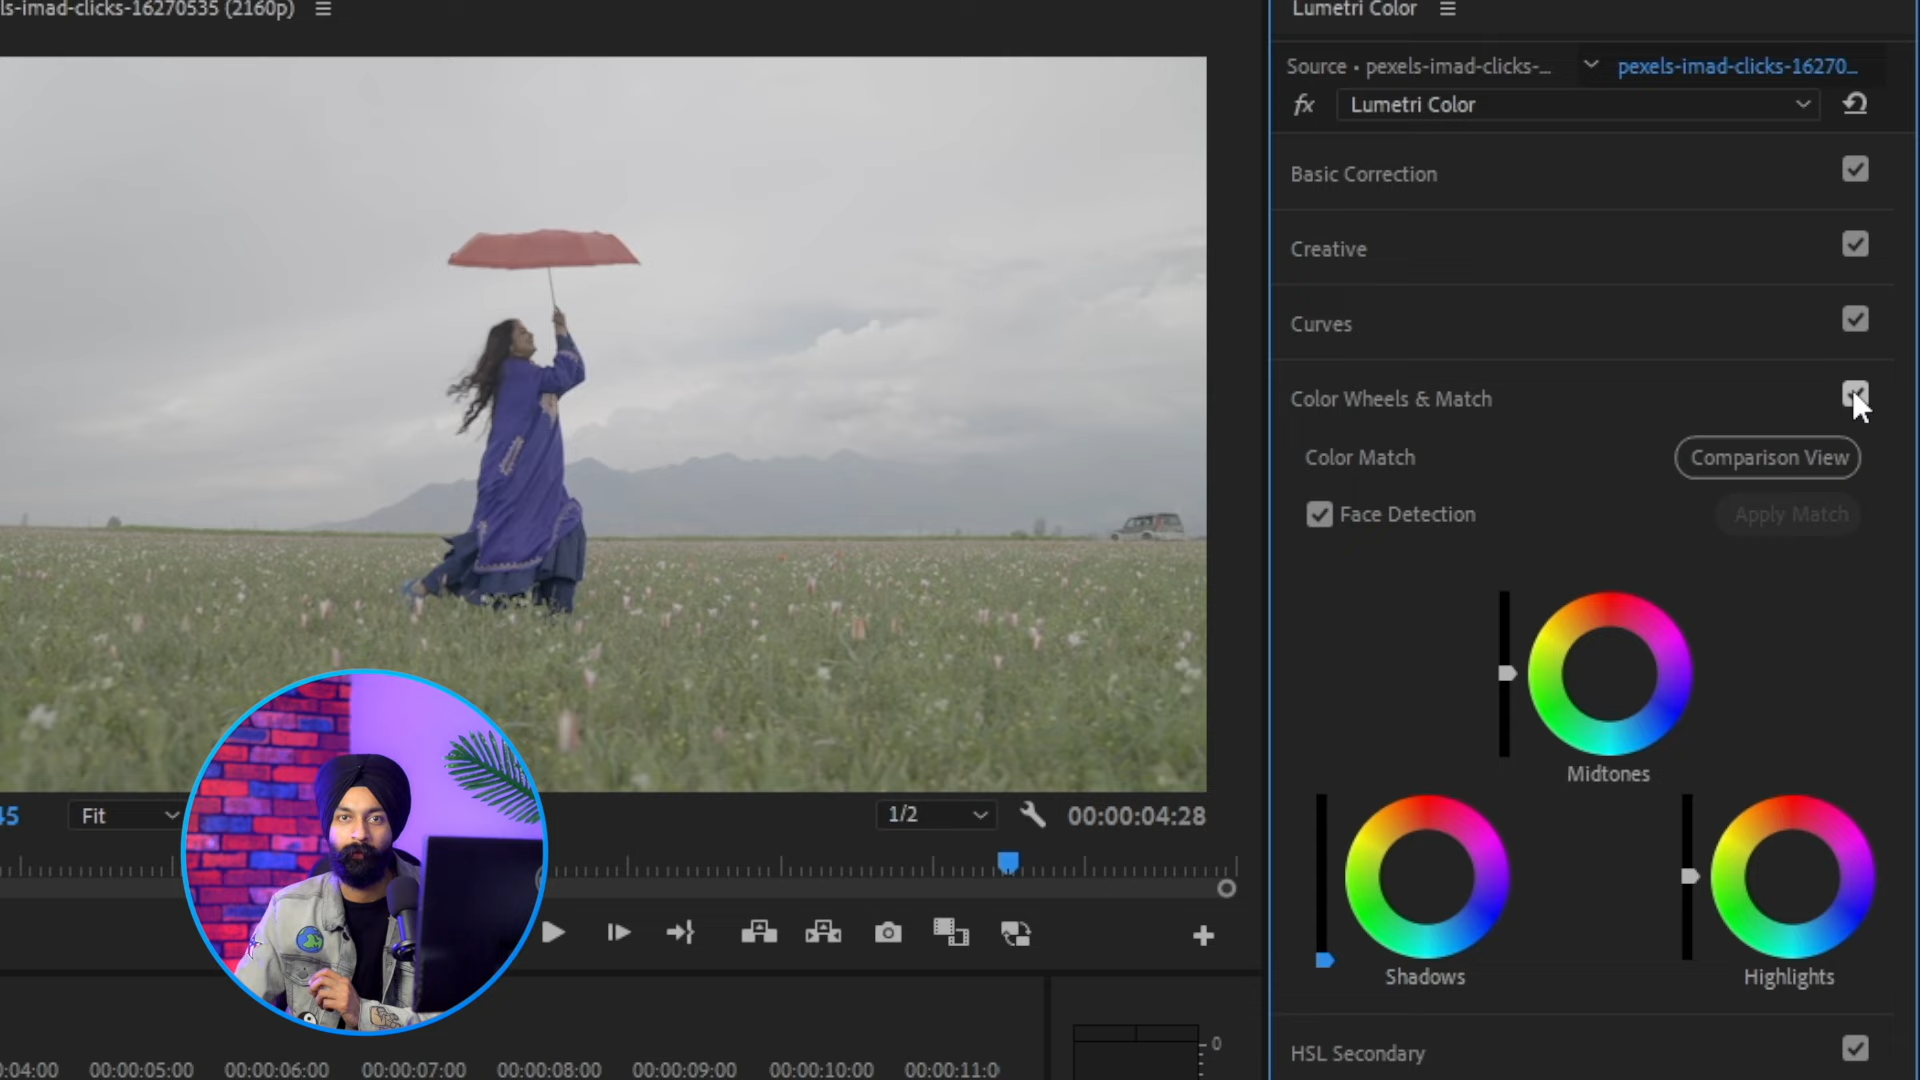 ls-imad-clicks-16270535 (2160p)
Lumetri Color
Source • pexels-imad-clicks-...
pexels-imad-clicks-16270...
fx
Lumetri Color
Basic Correction
Creative
Curves
Color Wheels & Match
Color Match
Comparison View
Face Detection
Apply Match
Midtones
Shadows
Highlights
HSL Secondary
45
Fit
1/2
00:00:04:28
0:04:00
00:00:05:00
00:00:06:00
00:00:07:00
00:00:08:00
00:00:09:00
00:00:10:00
00:00:11:0
0